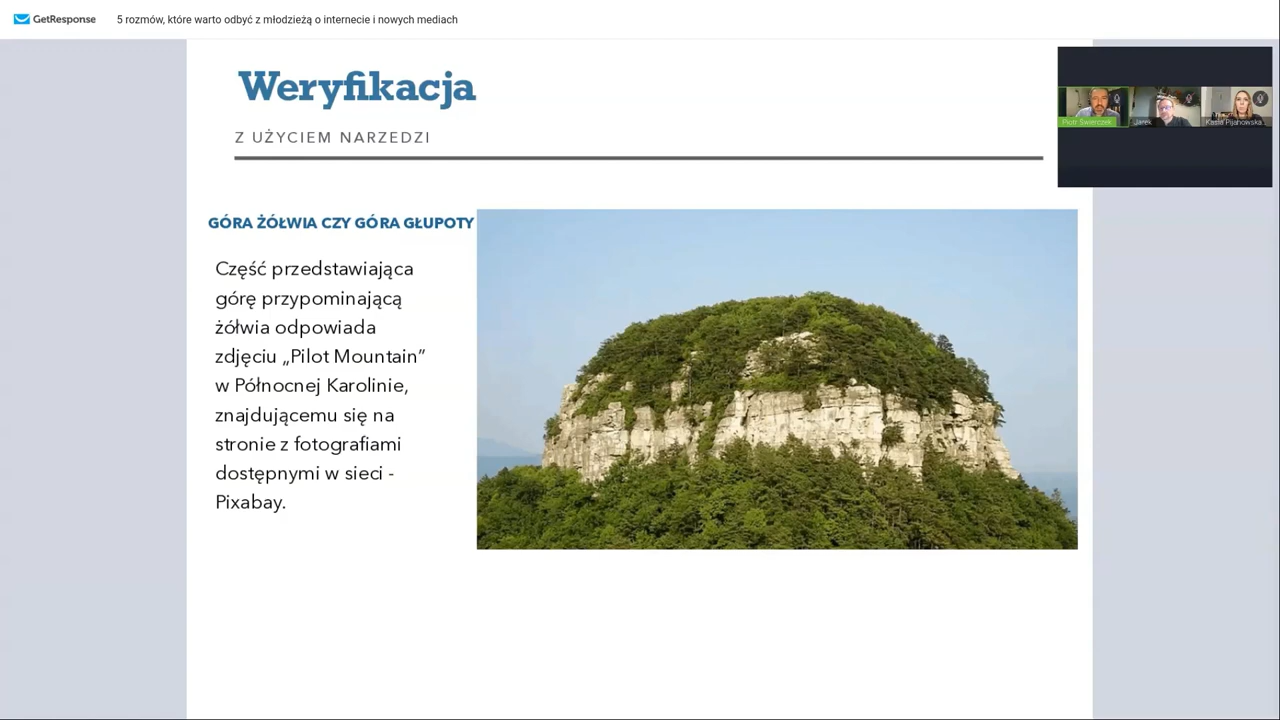 GetResponse 5 rozmów, które warto odbyć z młodzieżą o internecie i nowych mediach
Weryfikacja
Z UŻYCIEM NARZEDZI
Piotr Świerczek Jarek Kasia Pijanowska
GÓRA ŻÓŁWIA CZY GÓRA GŁUPOTY
Część przedstawiająca
górę przypominającą
żółwia odpowiada
zdjęciu „Pilot Mountain”
w Północnej Karolinie,
znajdującemu się na
stronie z fotografiami
dostępnymi w sieci -
Pixabay.